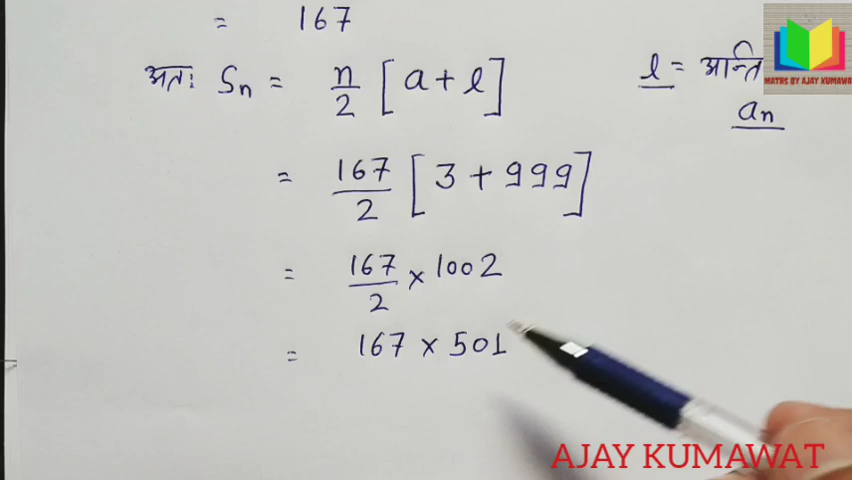 = 167
MATHS BY AJAY KUMAWAT
अतः Sn = n/2 [a + l]
l = अन्ति
an
= 167/2 [3 + 999]
= 167/2 × 1002
= 167 × 501
AJAY KUMAWAT